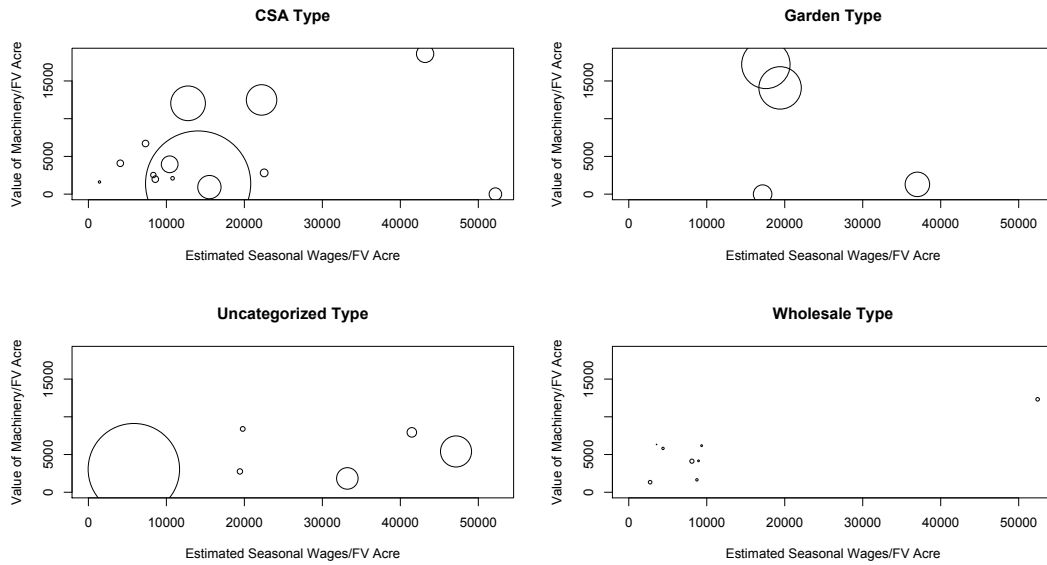 CSA Type
Value of Machinery/FV Acre
15000
5000
0
0 10000 20000 30000 40000 50000
Estimated Seasonal Wages/FV Acre
Garden Type
Value of Machinery/FV Acre
15000
5000
0
0 10000 20000 30000 40000 50000
Estimated Seasonal Wages/FV Acre
Uncategorized Type
Value of Machinery/FV Acre
15000
5000
0
0 10000 20000 30000 40000 50000
Estimated Seasonal Wages/FV Acre
Wholesale Type
Value of Machinery/FV Acre
15000
5000
0
0 10000 20000 30000 40000 50000
Estimated Seasonal Wages/FV Acre